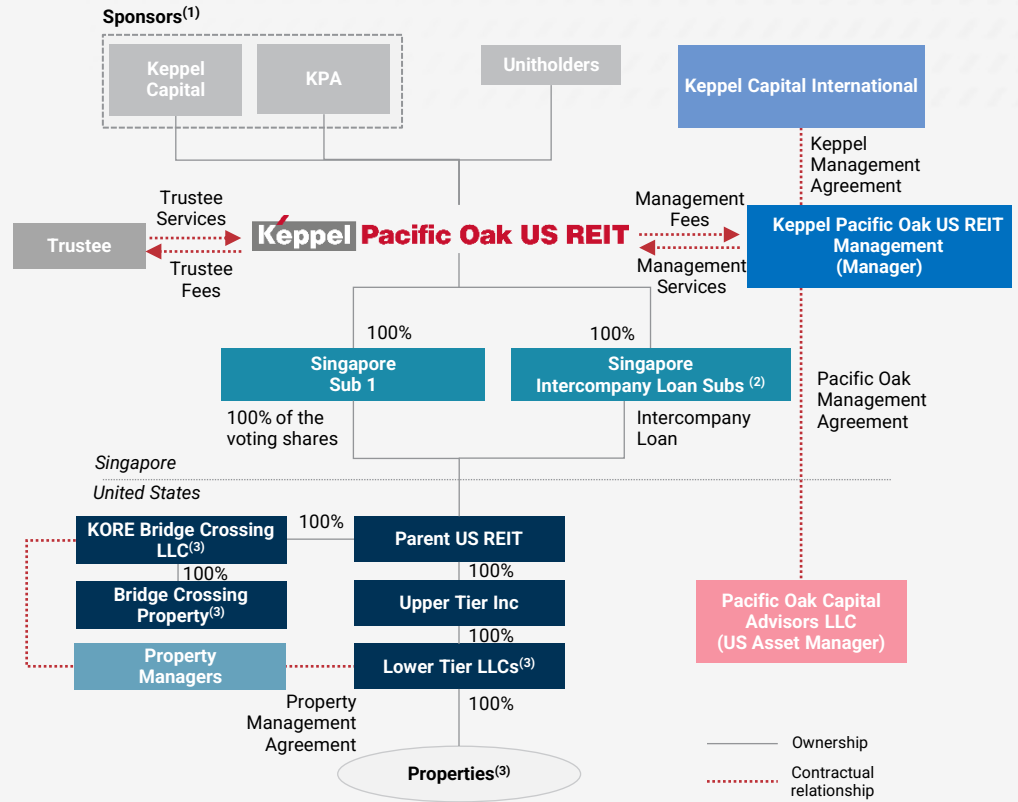 Sponsors(1)
Keppel
Capital
KPA
Unitholders
Keppel Capital International
Keppel
Management
Agreement
Trustee
Trustee
Services
Trustee
Fees
Keppel Pacific Oak US REIT
Management
Fees
Management
Services
Keppel Pacific Oak US REIT
Management
(Manager)
100%
100%
Singapore
Sub 1
Singapore
Intercompany Loan Subs (2)
Pacific Oak
Management
Agreement
100% of the
voting shares
Intercompany
Loan
Singapore
United States
KORE Bridge Crossing
LLC(3)
100%
Parent US REIT
100%
100%
Bridge Crossing
Property(3)
Upper Tier Inc
100%
Pacific Oak Capital
Advisors LLC
(US Asset Manager)
Property
Managers
Lower Tier LLCs(3)
Property
Management
Agreement
100%
Properties(3)
Ownership
Contractual
relationship